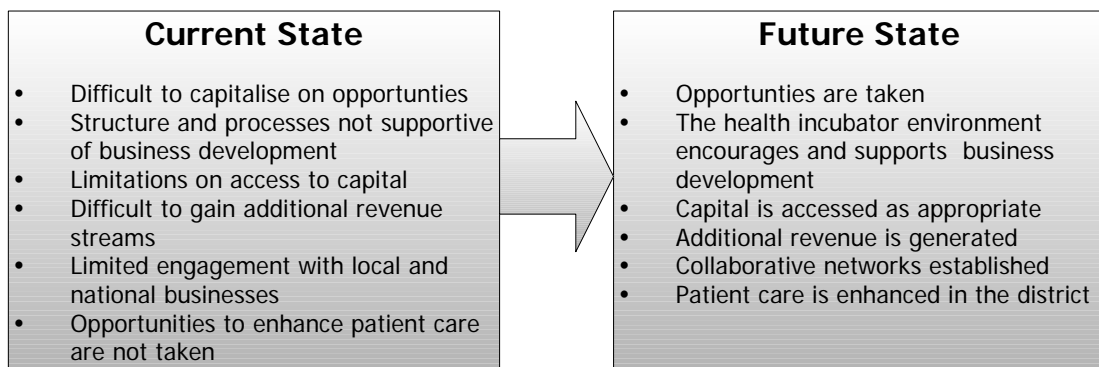 Current State
• Difficult to capitalise on opportunties
• Structure and processes not supportive
of business development
• Limitations on access to capital
• Difficult to gain additional revenue
streams
• Limited engagement with local and
national businesses
• Opportunities to enhance patient care
are not taken
Future State
• Opportunties are taken
• The health incubator environment
encourages and supports business
development
• Capital is accessed as appropriate
• Additional revenue is generated
• Collaborative networks established
• Patient care is enhanced in the district